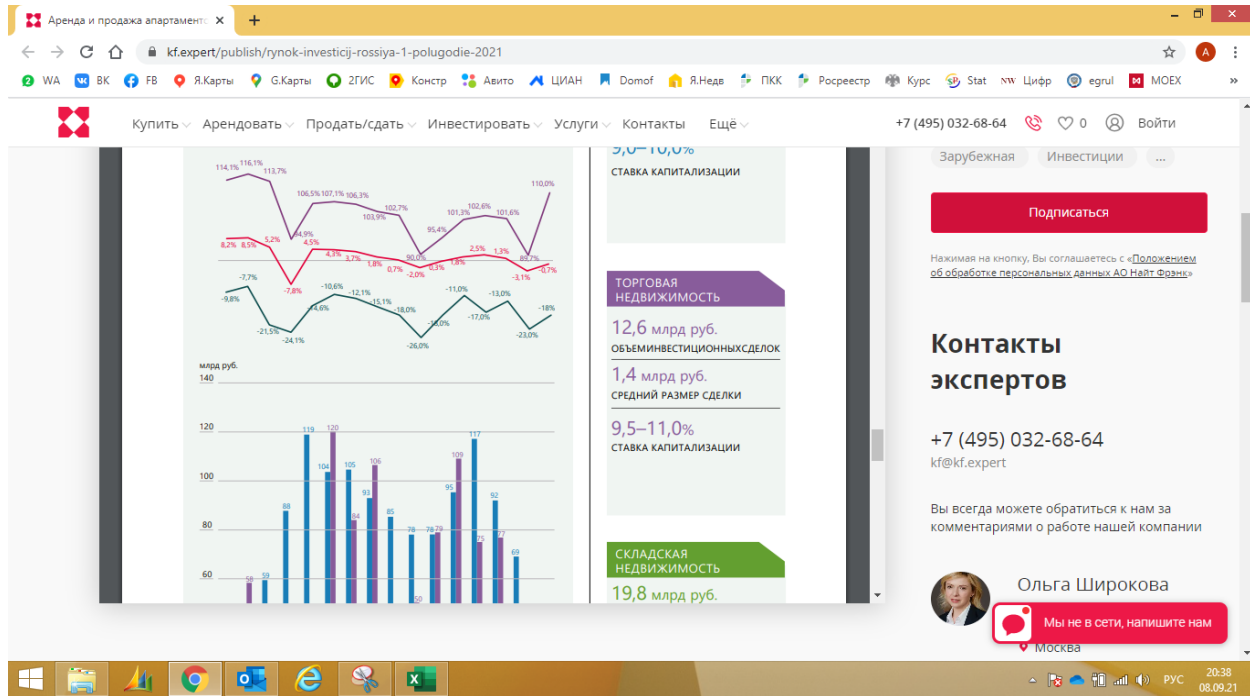 Аренда и продажа апартаменто
kf.expert/publish/rynok-investicij-rossiya-1-polugodie-2021
А
WA ВК FB Я.Карты G.Карты 2ГИС Констр Авито ЦИАН Domof Я.Недв ПКК Росреестр Курс Stat Цифр egrul MOEX »
Купить Арендовать Продать/сдать Инвестировать Услуги Контакты Ещё +7 (495) 032-68-64 0 Войти
114,1% 116,1% 113,7% 94,9% 106,5% 107,1% 106,3% 103,9% 102,7% 90,0% 95,4% 101,3% 102,6% 101,6% 89,7% 110,0%
8,2% 8,5% 5,2% -7,8% 4,5% 4,3% 3,7% 1,8% 0,7% -2,0% 0,3% 1,8% 2,5% 1,3% -3,1% -0,7%
-9,8% -7,7% -21,5% -24,1% -14,6% -10,6% -12,1% -15,1% -18,0% -26,0% -11,0% -17,0% -13,0% -23,0% -18%
млрд руб.
140
120
100
80
60
58 59 88 119 104 120 105 84 93 106 85 78 50 78 79 95 109 117 75 92 77 69
9,0–10,0%
СТАВКА КАПИТАЛИЗАЦИИ
ТОРГОВАЯ
НЕДВИЖИМОСТЬ
12,6 млрд руб.
ОБЪЕМИНВЕСТИЦИОННЫХСДЕЛОК
1,4 млрд руб.
СРЕДНИЙ РАЗМЕР СДЕЛКИ
9,5–11,0%
СТАВКА КАПИТАЛИЗАЦИИ
СКЛАДСКАЯ
НЕДВИЖИМОСТЬ
19,8 млрд руб.
Зарубежная Инвестиции ...
Подписаться
Нажимая на кнопку, Вы соглашаетесь с «Положением
об обработке персональных данных АО Найт Фрэнк»
Контакты
экспертов
+7 (495) 032-68-64
kf@kf.expert
Вы всегда можете обратиться к нам за
комментариями о работе нашей компании
Ольга Широкова
Мы не в сети, напишите нам
Москва
РУС
20:38
08.09.21